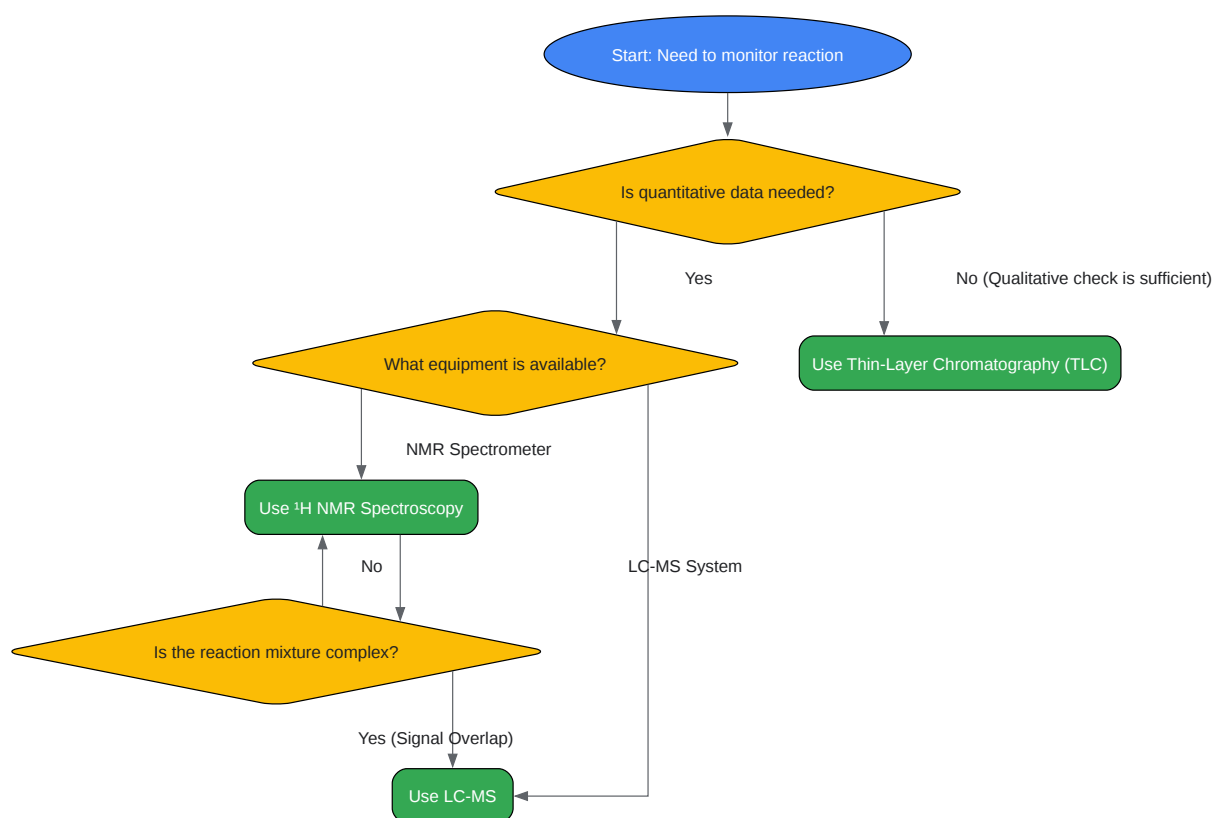 Start: Need to monitor reaction
Is quantitative data needed?
Yes
No (Qualitative check is sufficient)
What equipment is available?
Use Thin-Layer Chromatography (TLC)
NMR Spectrometer
Use ¹H NMR Spectroscopy
No
LC-MS System
Is the reaction mixture complex?
Yes (Signal Overlap)
Use LC-MS